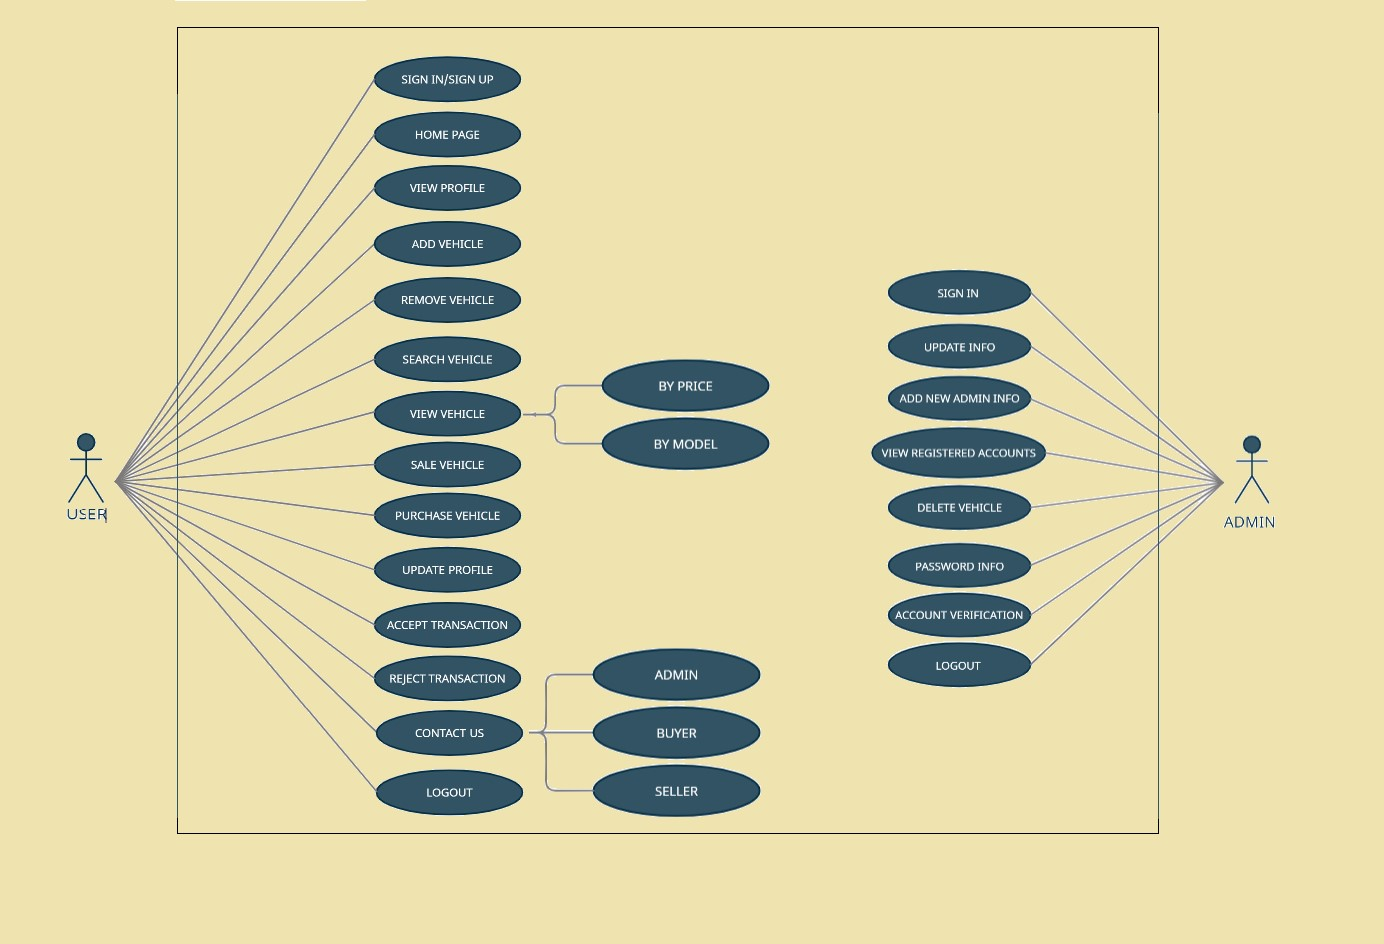 SIGN IN/SIGN UP
HOME PAGE
VIEW PROFILE
ADD VEHICLE
REMOVE VEHICLE
SEARCH VEHICLE
VIEW VEHICLE
BY PRICE
BY MODEL
SALE VEHICLE
PURCHASE VEHICLE
UPDATE PROFILE
ACCEPT TRANSACTION
REJECT TRANSACTION
CONTACT US
ADMIN
BUYER
SELLER
LOGOUT
USER
SIGN IN
UPDATE INFO
ADD NEW ADMIN INFO
VIEW REGISTERED ACCOUNTS
DELETE VEHICLE
PASSWORD INFO
ACCOUNT VERIFICATION
LOGOUT
ADMIN